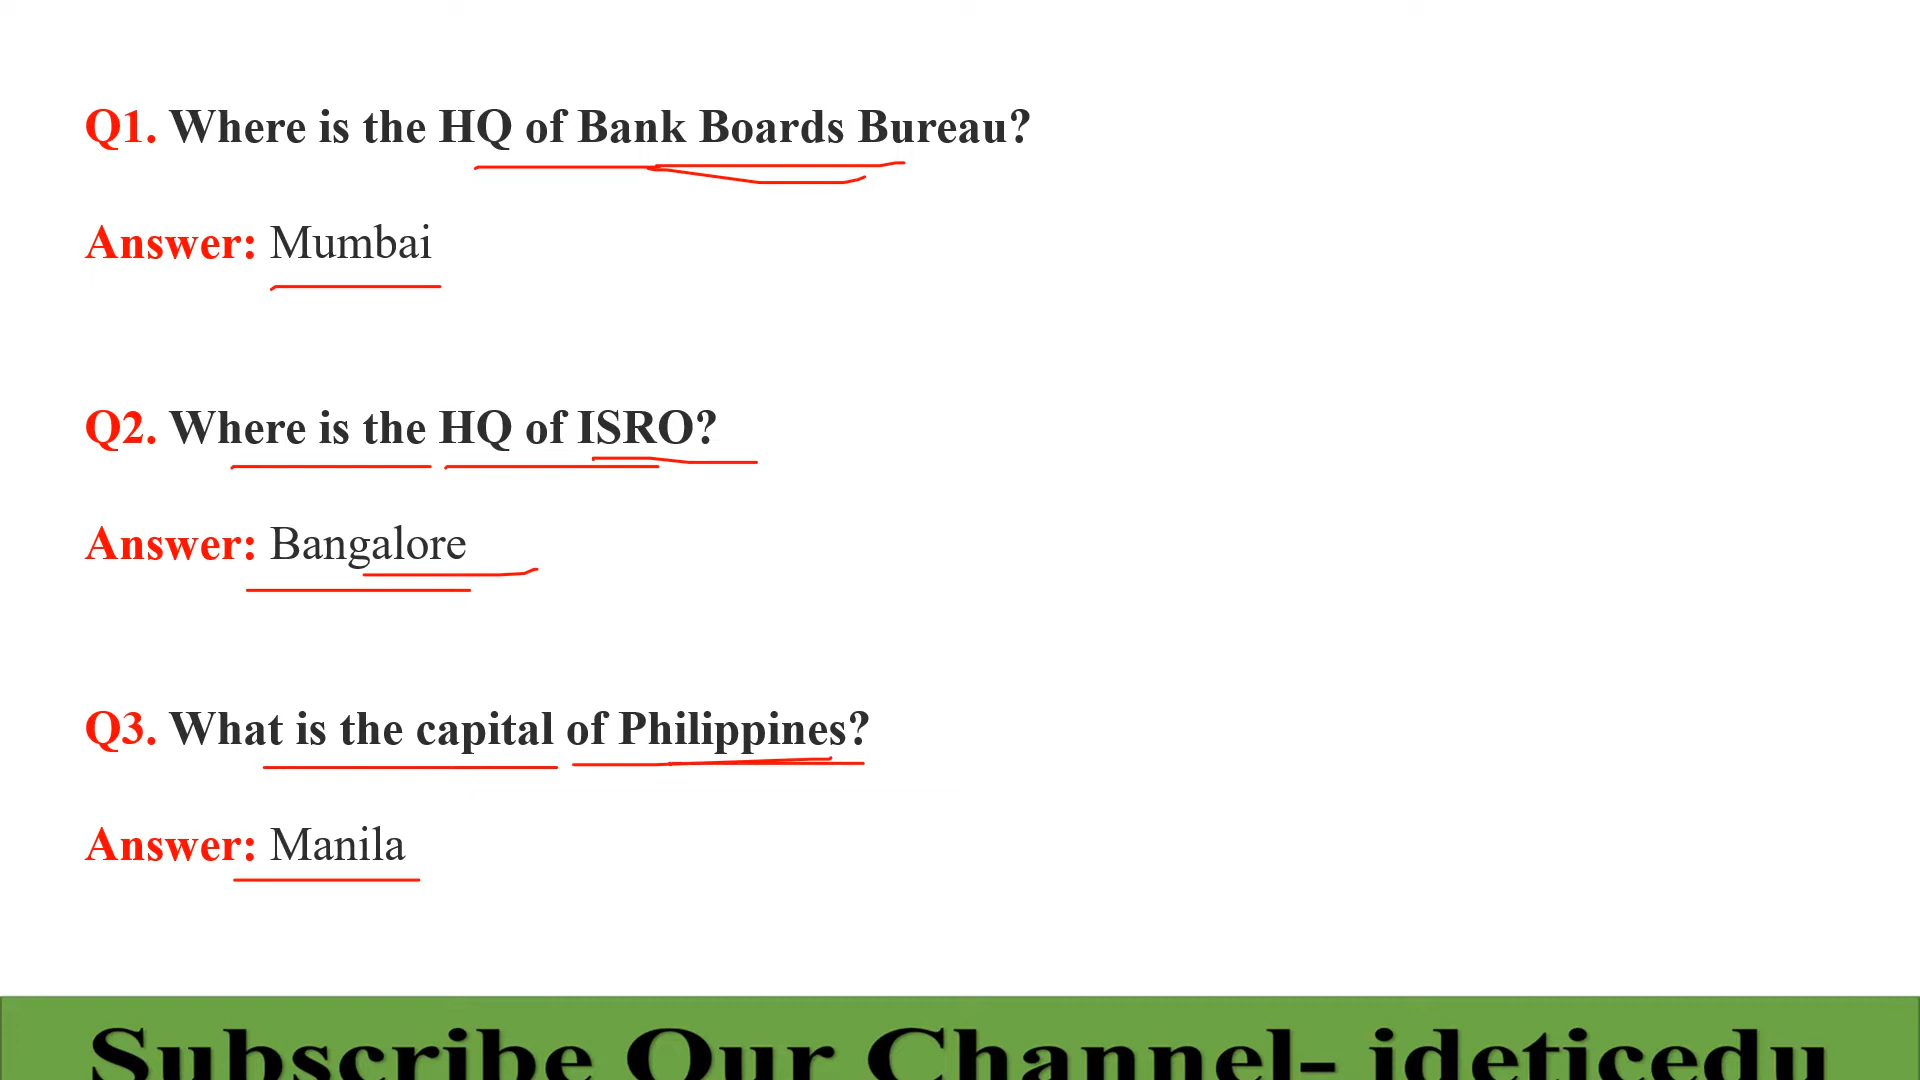 Q1. Where is the HQ of Bank Boards Bureau?
Answer: Mumbai
Q2. Where is the HQ of ISRO?
Answer: Bangalore
Q3. What is the capital of Philippines?
Answer: Manila
Subscribe Our Channel- ideticedu